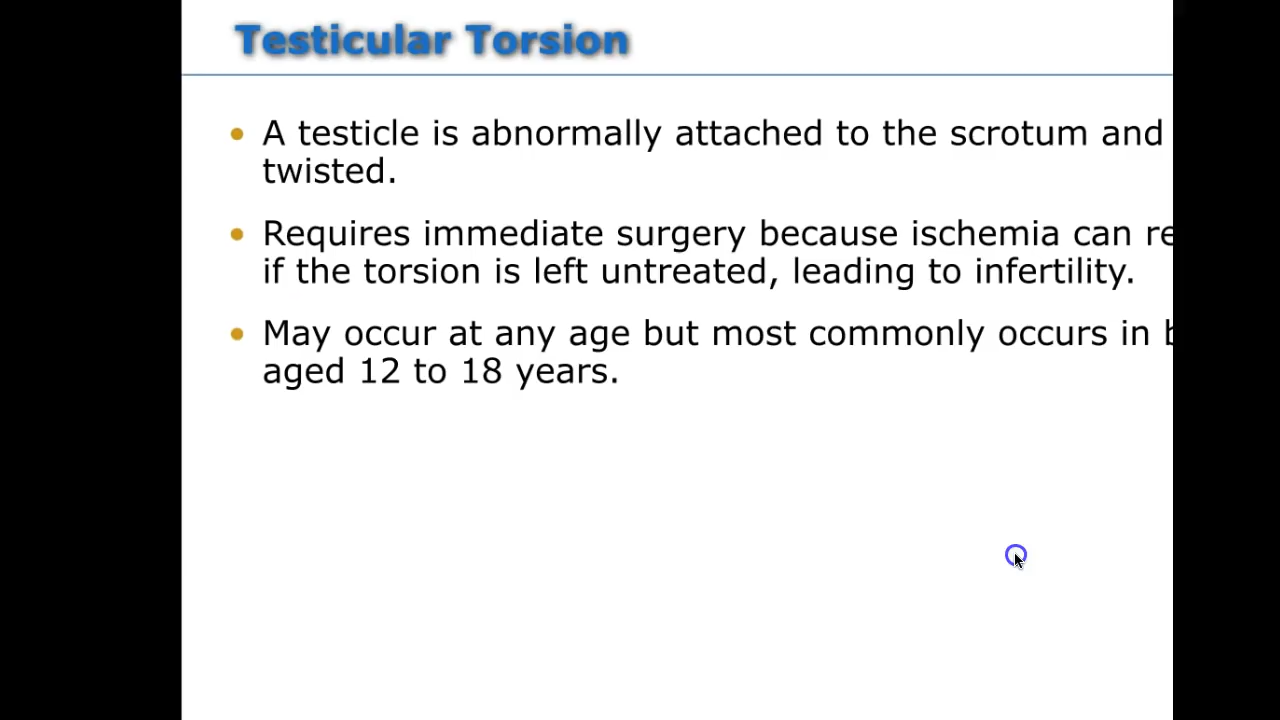 Testicular Torsion
• A testicle is abnormally attached to the scrotum and
twisted.
• Requires immediate surgery because ischemia can
if the torsion is left untreated, leading to infertility.
• May occur at any age but most commonly occurs in
aged 12 to 18 years.